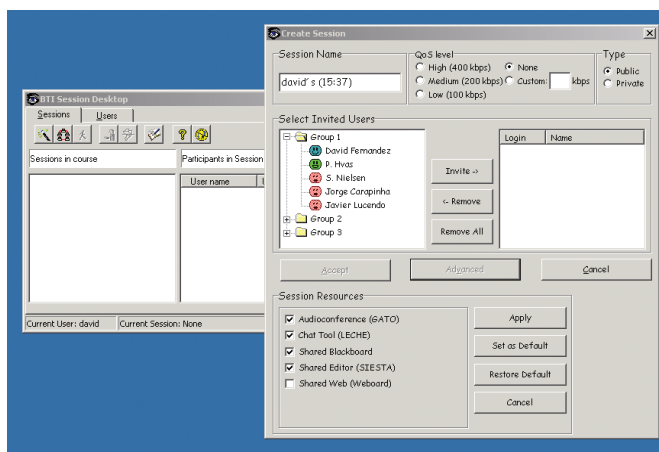 Create Session
Session Name
david´s (15:37)
QoS level
High (400 kbps)
None
Medium (200 kbps)
Custom:
kbps
Low (100 kbps)
Type
Public
Private
BTI Session Desktop
Sessions
Users
Sessions in course
Participants in Session
User name
Current User: david
Current Session: None
Select Invited Users
Group 1
David Fernandez
P. Hvas
S. Nielsen
Jorge Carapinha
Javier Lucendo
Group 2
Group 3
Invite ->
<- Remove
Remove All
Login
Name
Accept
Advanced
Cancel
Session Resources
Audioconference (GATO)
Chat Tool (LECHE)
Shared Blackboard
Shared Editor (SIESTA)
Shared Web (Weboard)
Apply
Set as Default
Restore Default
Cancel